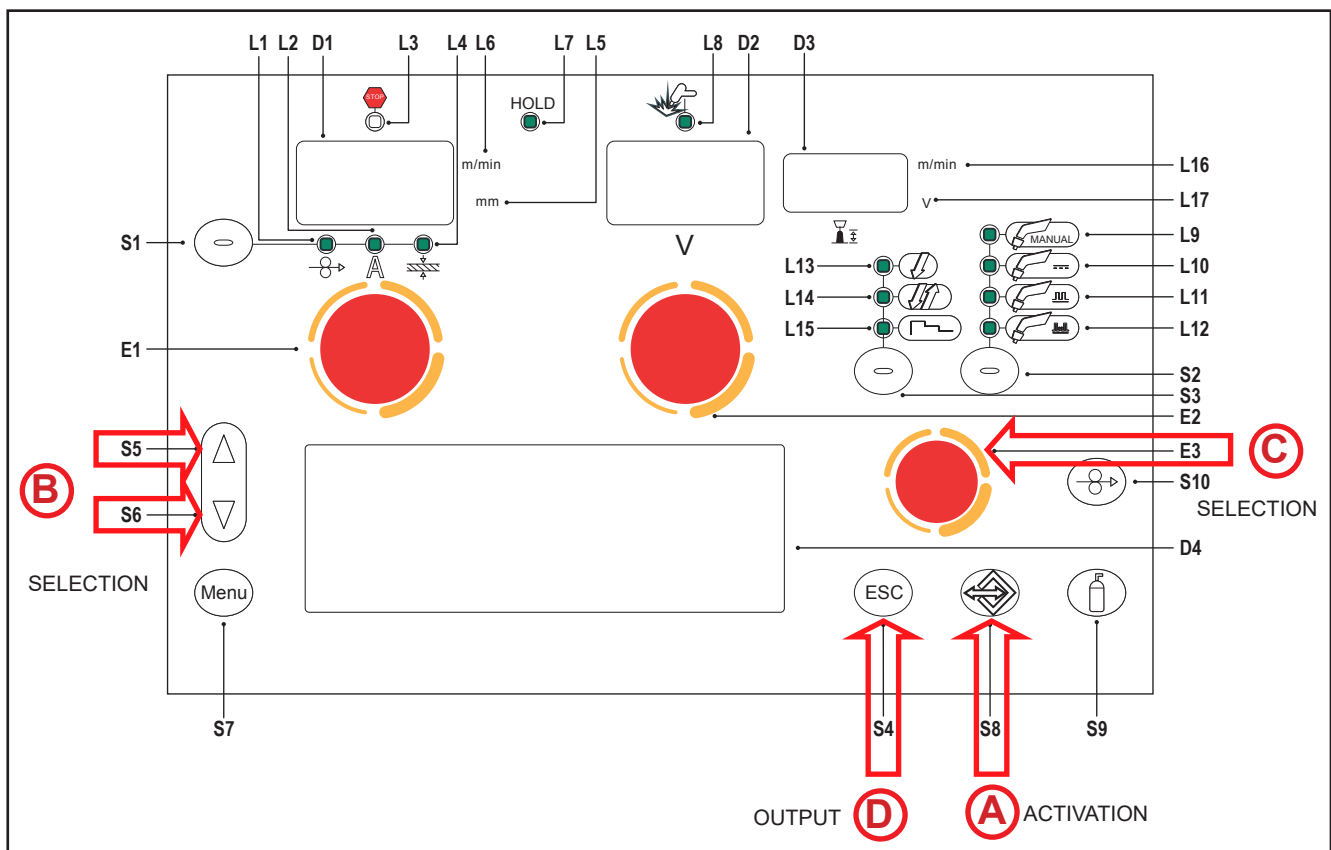 L1 L2 D1 L3 L4 L6 L7 L5 L8 D2 D3
STOP
HOLD
m/min
mm
m/min L16
V L17
S1
A
V
MANUAL L9
L13 L10
L14 L11
L15 L12
E1
S2
S3
E2
S5
E3
B
C
S6
S10
SELECTION
SELECTION
D4
Menu
ESC
S7
S4
S8
S9
OUTPUT D A ACTIVATION